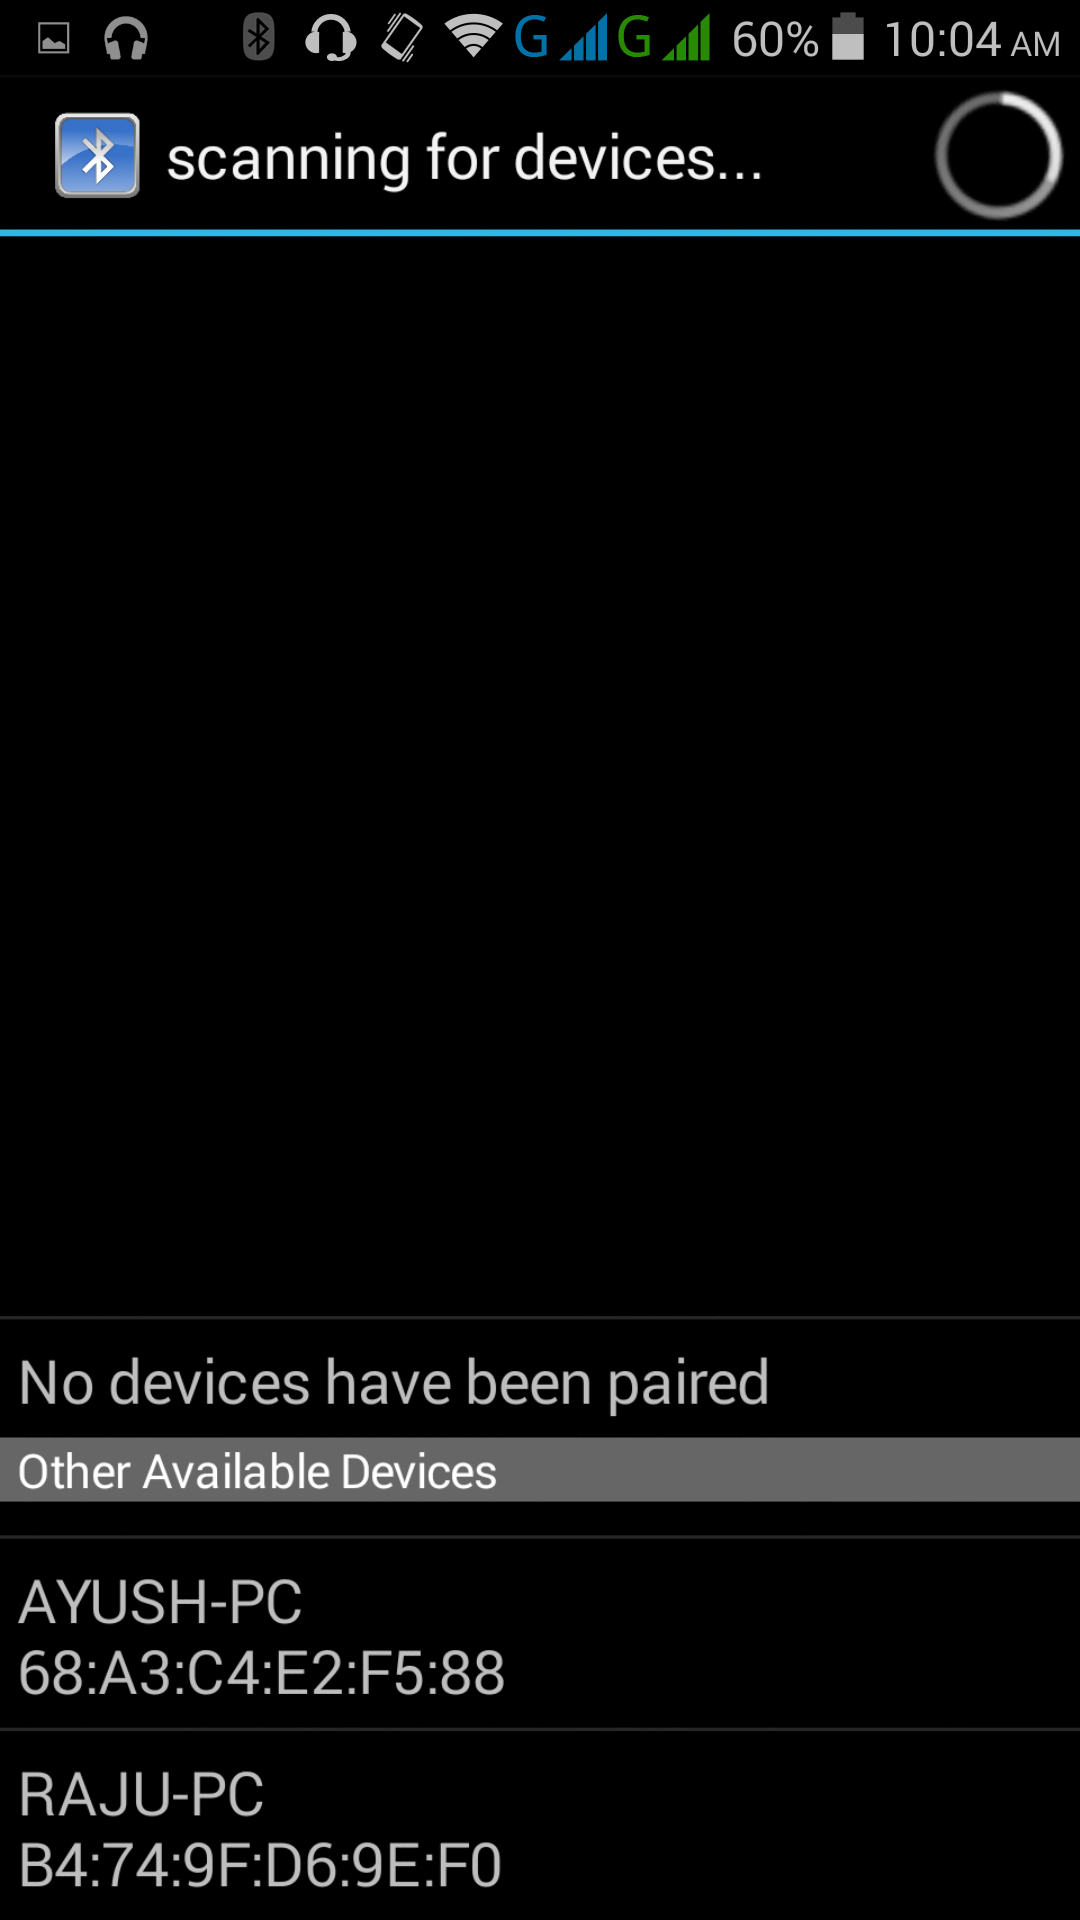 G G 60% 10:04 AM
scanning for devices...
No devices have been paired
Other Available Devices
AYUSH-PC
68:A3:C4:E2:F5:88
RAJU-PC
B4:74:9F:D6:9E:F0